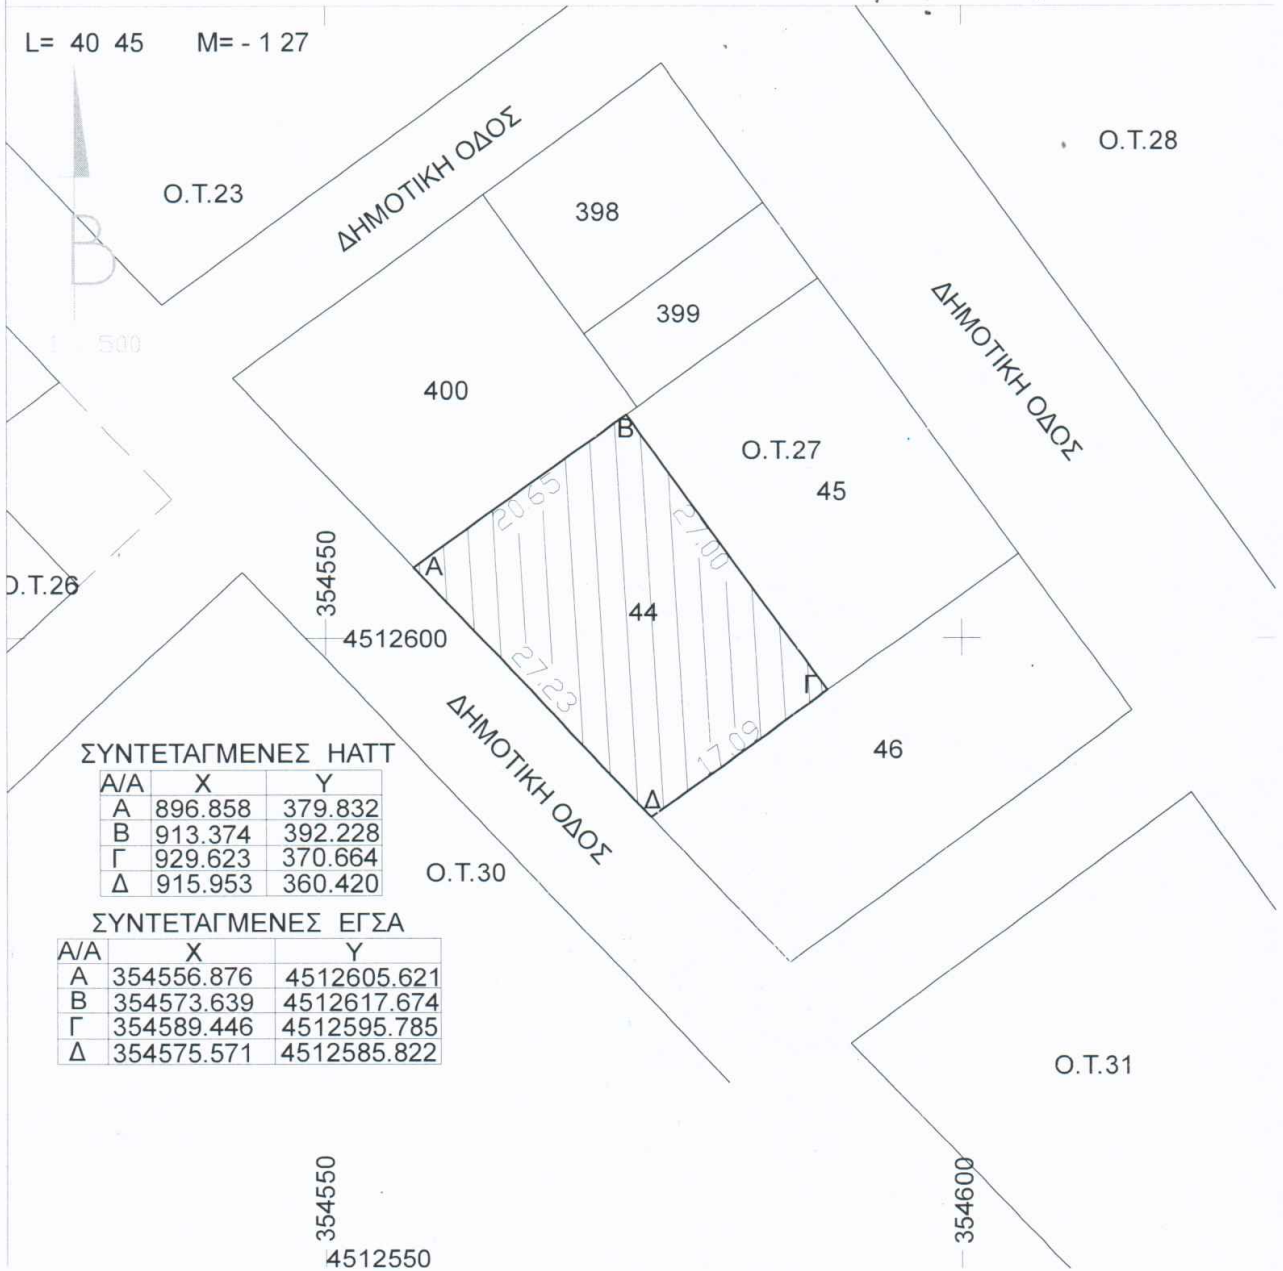 L= 40 45 M= - 1 27
Ο.Τ.28
Ο.Τ.23
ΔΗΜΟΤΙΚΗ ΟΔΟΣ
398
Β
399
ΔΗΜΟΤΙΚΗ ΟΔΟΣ
500
400
Β
Ο.Τ.27
45
20.65
27.00
354550
Α
Ο.Τ.26
44
4512600
27.23
Γ
ΔΗΜΟΤΙΚΗ ΟΔΟΣ
17.09
46
Δ
ΣΥΝΤΕΤΑΓΜΕΝΕΣ HATT
Α/Α Χ Υ
Α 896.858 379.832
Β 913.374 392.228
Γ 929.623 370.664
Δ 915.953 360.420
Ο.Τ.30
ΣΥΝΤΕΤΑΓΜΕΝΕΣ ΕΓΣΑ
Α/Α Χ Υ
Α 354556.876 4512605.621
Β 354573.639 4512617.674
Γ 354589.446 4512595.785
Δ 354575.571 4512585.822
Ο.Τ.31
354550
354600
4512550